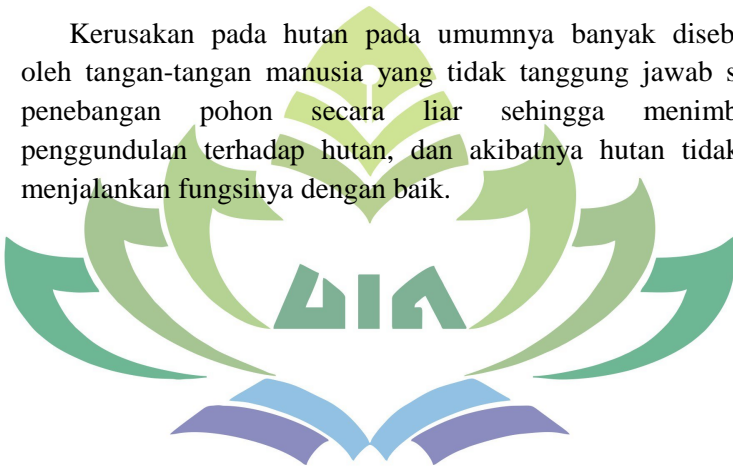 Kerusakan pada hutan pada umumnya banyak diseb
oleh tangan-tangan manusia yang tidak tanggung jawab s
penebangan pohon secara liar sehingga menimb
penggundulan terhadap hutan, dan akibatnya hutan tidak
menjalankan fungsinya dengan baik.
UIN